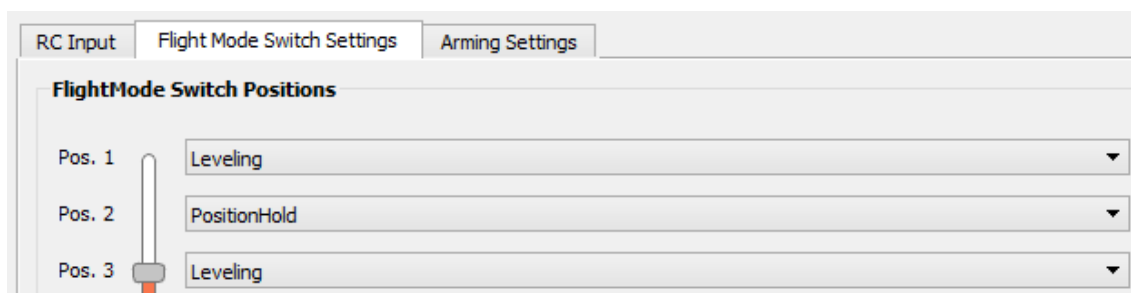 RC Input Flight Mode Switch Settings Arming Settings
FlightMode Switch Positions
Pos. 1 Leveling
Pos. 2 PositionHold
Pos. 3 Leveling